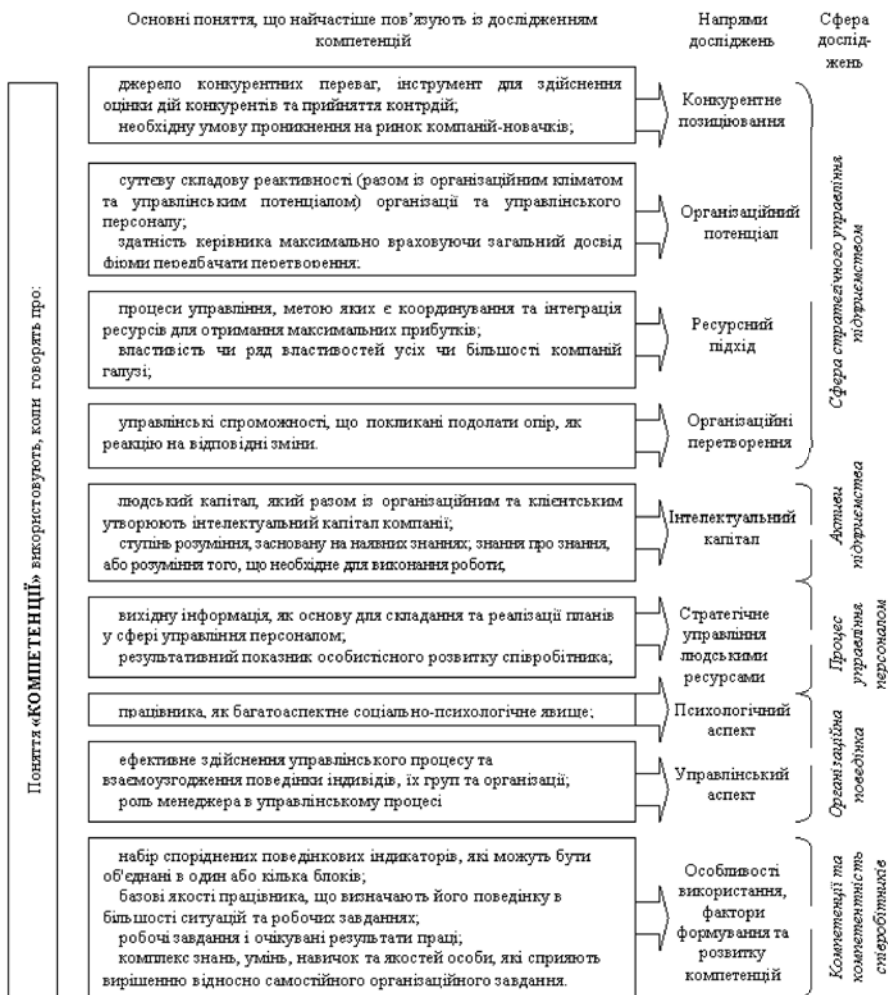 Основні поняття, що найчастіше пов’язують із дослідженням
компетенцій
Напрями
досліджень
Сфера
дослід-
жень
Поняття «КОМПЕТЕНЦІЇ» використовують, коли говорять про:
джерело конкурентних переваг, інструмент для здійснення
оцінки дій конкурентів та прийняття контрдій;
необхідну умову проникнення на ринок компаній-новачків;
Конкурентне
позиціювання
суттєву складову реактивності (разом із організаційним кліматом
та управлінським потенціалом) організації та управлінського
персоналу;
здатність керівника максимально враховуючи загальний досвід
фірми передбачати перетворення;
Організаційний
потенціал
процеси управління, метою яких є координування та інтеграція
ресурсів для отримання максимальних прибутків;
властивість чи ряд властивостей усіх чи більшості компаній
галузі;
Ресурсний
підхід
управлінські спроможності, що покликані подолати опір, як
реакцію на відповідні зміни.
Організаційні
перетворення
Сфера стратегічного управління
підприємством
людський капітал, який разом із організаційним та клієнтським
утворюють інтелектуальний капітал компанії;
ступінь розуміння, засновану на наявних знаннях; знання про знання,
або розуміння того, що необхідне для виконання роботи;
Інтелектуальний
капітал
Активи
підприємства
вихідну інформація, як основу для складання та реалізації планів
у сфері управління персоналом;
результативний показник особистісного розвитку співробітника;
Стратегічне
управління
людськими
ресурсами
Процес
управління
персоналом
працівника, як багатоаспектне соціально-психологічне явище;
Психологічний
аспект
ефективне здійснення управлінського процесу та
взаємоузгодження поведінки індивідів, їх груп та організації;
роль менеджера в управлінському процесі
Управлінський
аспект
Організаційна
поведінка
набір споріднених поведінкових індикаторів, які можуть бути
об'єднані в один або кілька блоків;
базові якості працівника, що визначають його поведінку в
більшості ситуацій та робочих завданнях;
робочі завдання і очікувані результати праці;
комплекс знань, умінь, навичок та якостей особи, які сприяють
вирішенню відносно самостійного організаційного завдання.
Особливості
використання,
фактори
формування та
розвитку
компетенцій
Компетенції та
компетентність
співробітників